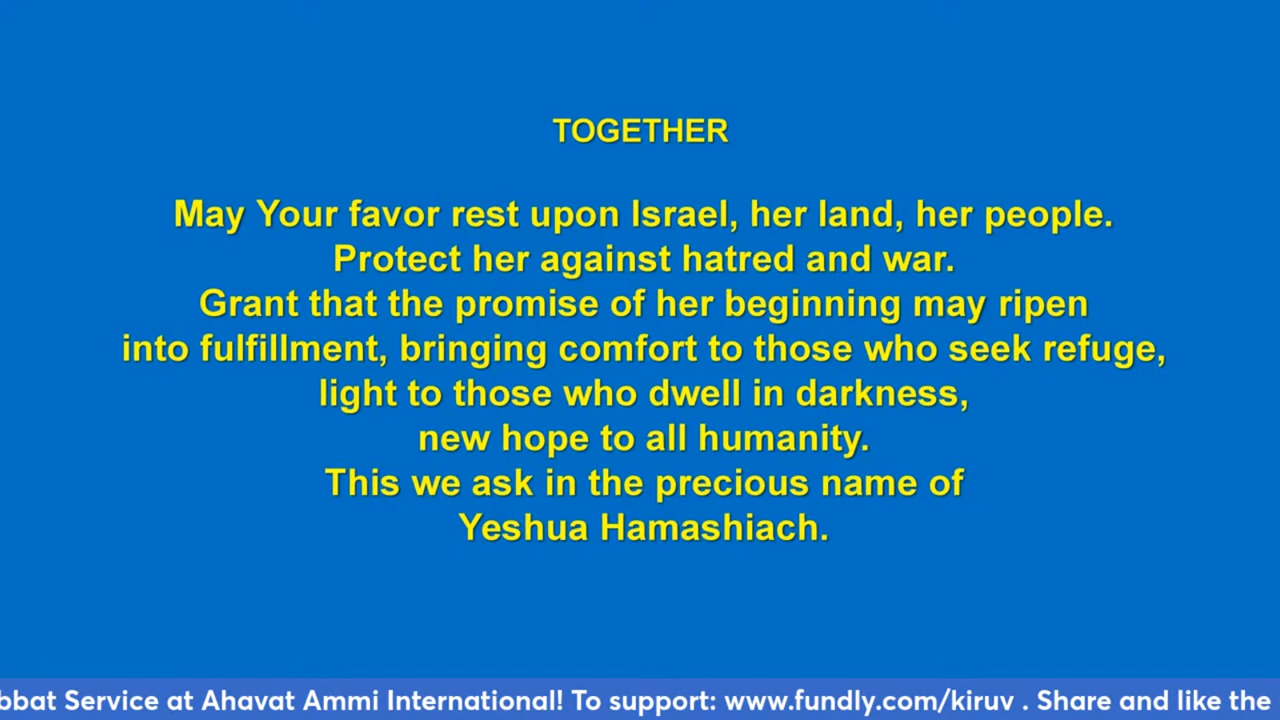 TOGETHER
May Your favor rest upon Israel, her land, her people.
Protect her against hatred and war.
Grant that the promise of her beginning may ripen
into fulfillment, bringing comfort to those who seek refuge,
light to those who dwell in darkness,
new hope to all humanity.
This we ask in the precious name of
Yeshua Hamashiach.
bbat Service at Ahavat Ammi International! To support: www.fundly.com/kiruv . Share and like the